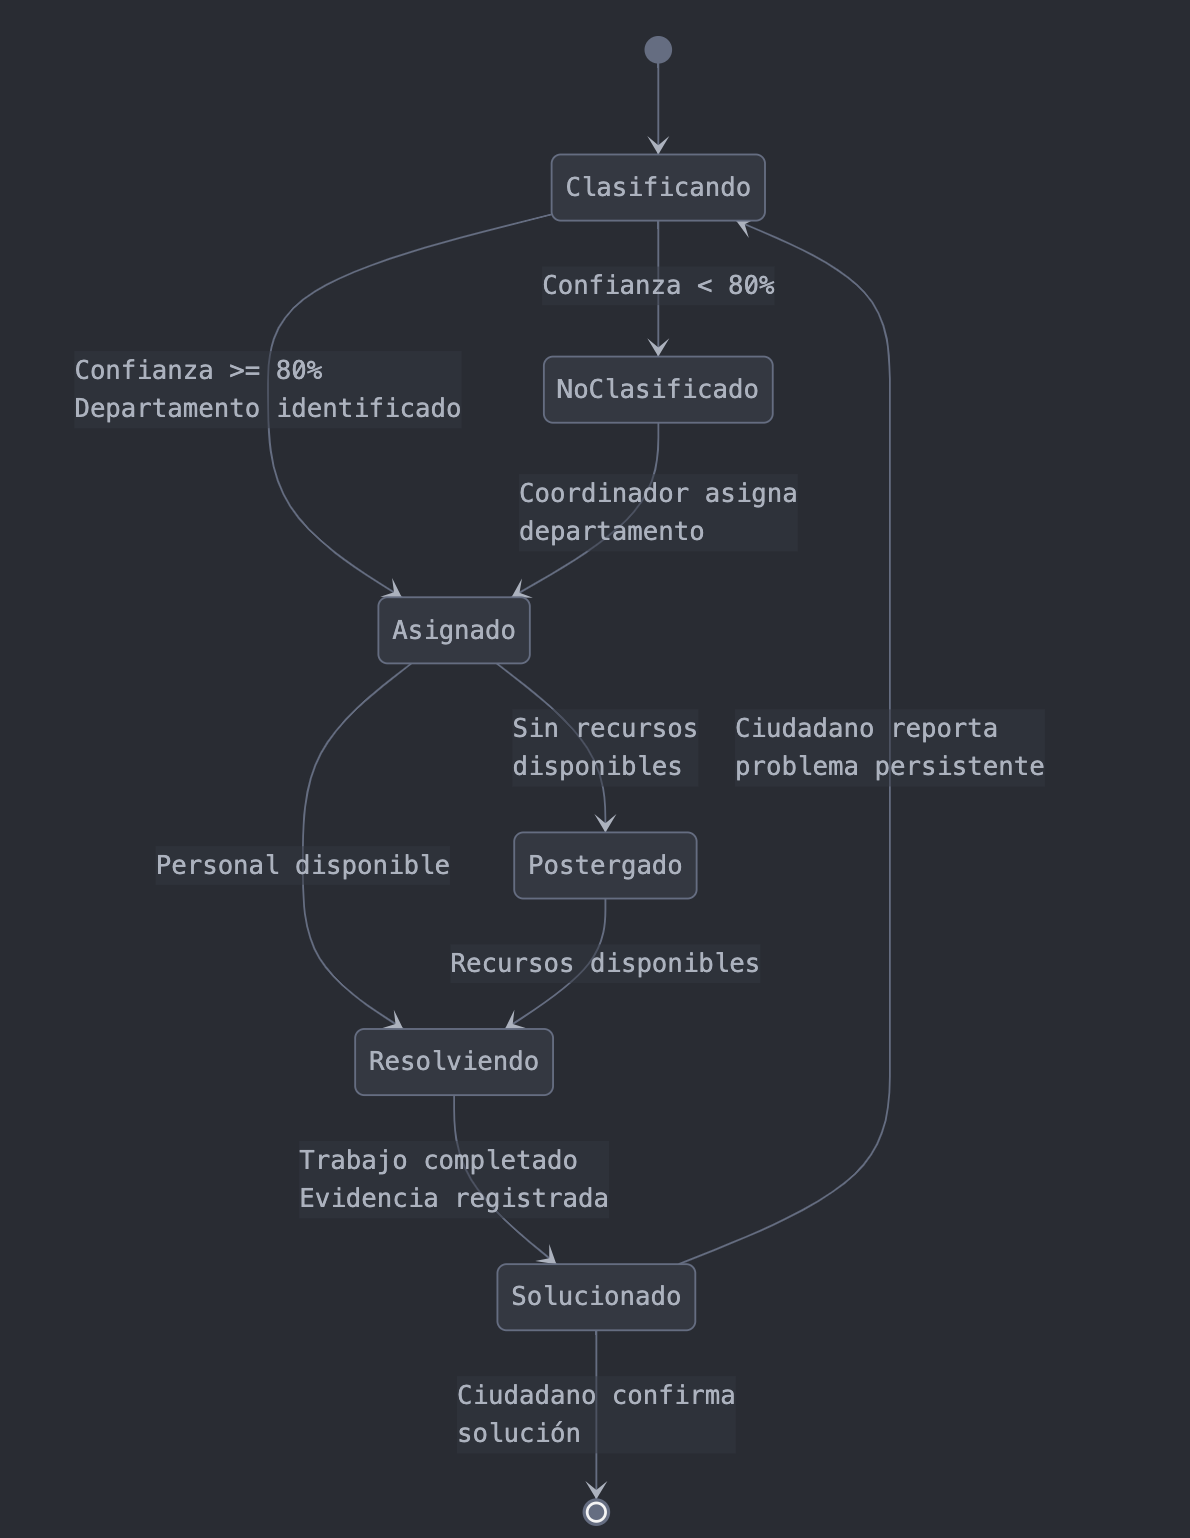 Clasificando
Confianza < 80%
Confianza >= 80%
Departamento identificado
NoClasificado
Coordinador asigna
departamento
Asignado
Sin recursos
disponibles
Ciudadano reporta
problema persistente
Personal disponible
Postergado
Recursos disponibles
Resolviendo
Trabajo completado
Evidencia registrada
Solucionado
Ciudadano confirma
solución